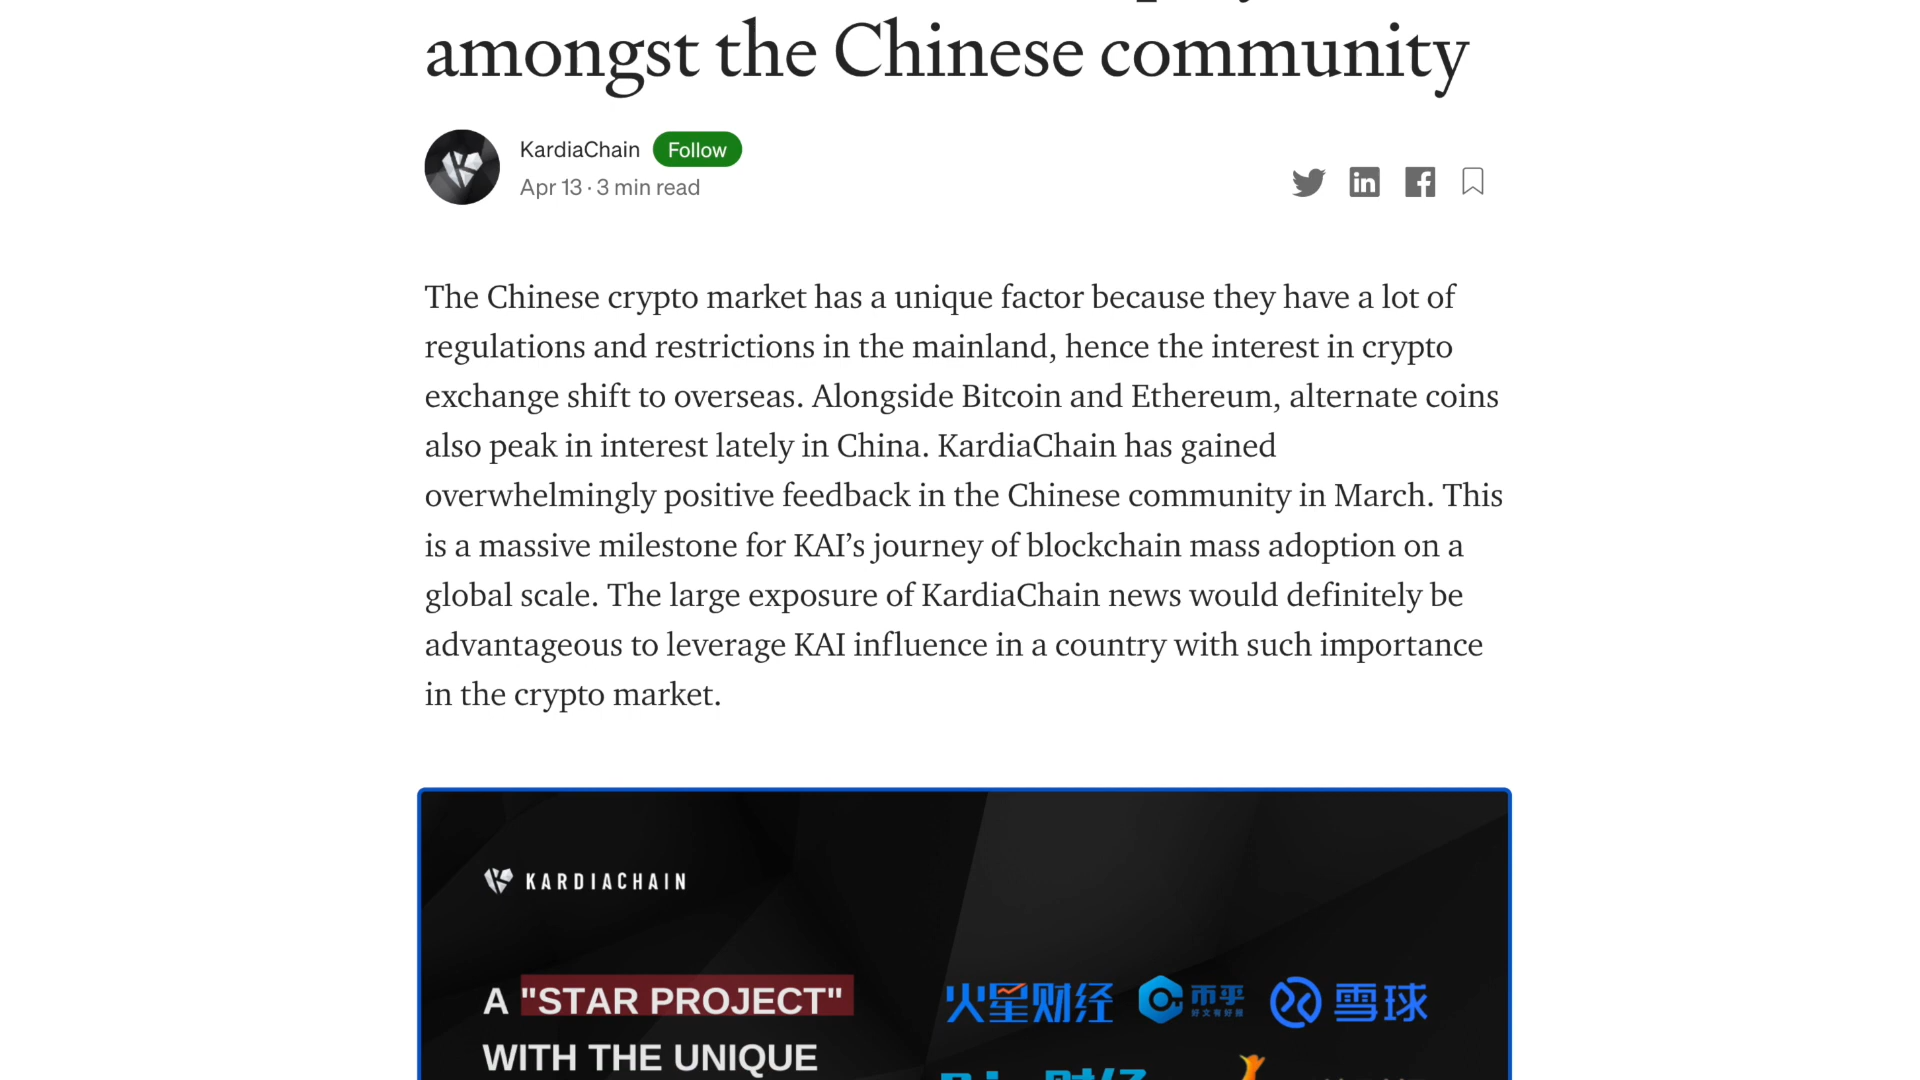 amongst the Chinese community
KardiaChain Follow
Apr 13 · 3 min read
The Chinese crypto market has a unique factor because they have a lot of
regulations and restrictions in the mainland, hence the interest in crypto
exchange shift to overseas. Alongside Bitcoin and Ethereum, alternate coins
also peak in interest lately in China. KardiaChain has gained
overwhelmingly positive feedback in the Chinese community in March. This
is a massive milestone for KAI’s journey of blockchain mass adoption on a
global scale. The large exposure of KardiaChain news would definitely be
advantageous to leverage KAI influence in a country with such importance
in the crypto market.
KARDIACHAIN
A "STAR PROJECT"
WITH THE UNIQUE
火星财经 币乎 雪球
好文有好报